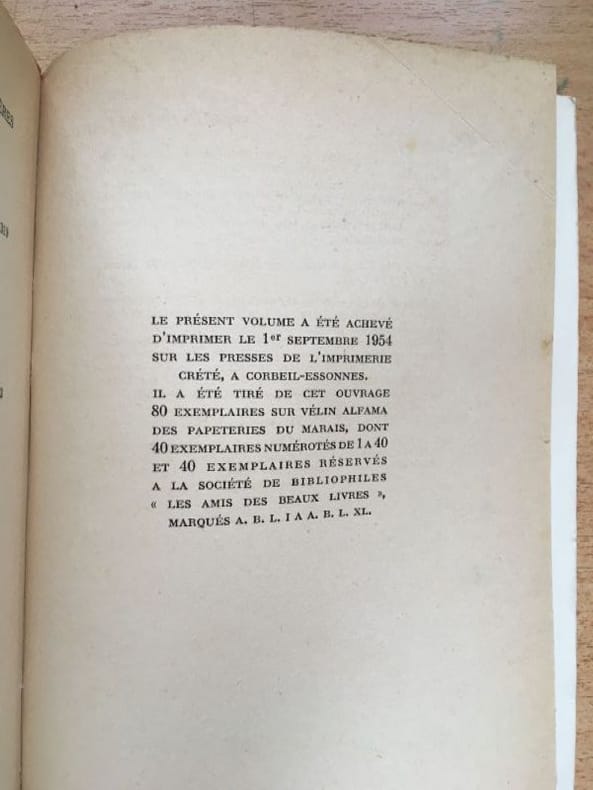 LE PRÉSENT VOLUME A ÉTÉ ACHEVÉ
D'IMPRIMER LE 1er SEPTEMBRE 1954
SUR LES PRESSES DE L'IMPRIMERIE
CRÉTÉ, A CORBEIL-ESSONNES.
IL A ÉTÉ TIRÉ DE CET OUVRAGE
80 EXEMPLAIRES SUR VÉLIN ALFAMA
DES PAPETERIES DU MARAIS, DONT
40 EXEMPLAIRES NUMÉROTÉS DE 1 A 40
ET 40 EXEMPLAIRES RÉSERVÉS
A LA SOCIÉTÉ DE BIBLIOPHILES
« LES AMIS DES BEAUX LIVRES »,
MARQUÉS A. B. L. I A A. B. L. XL.